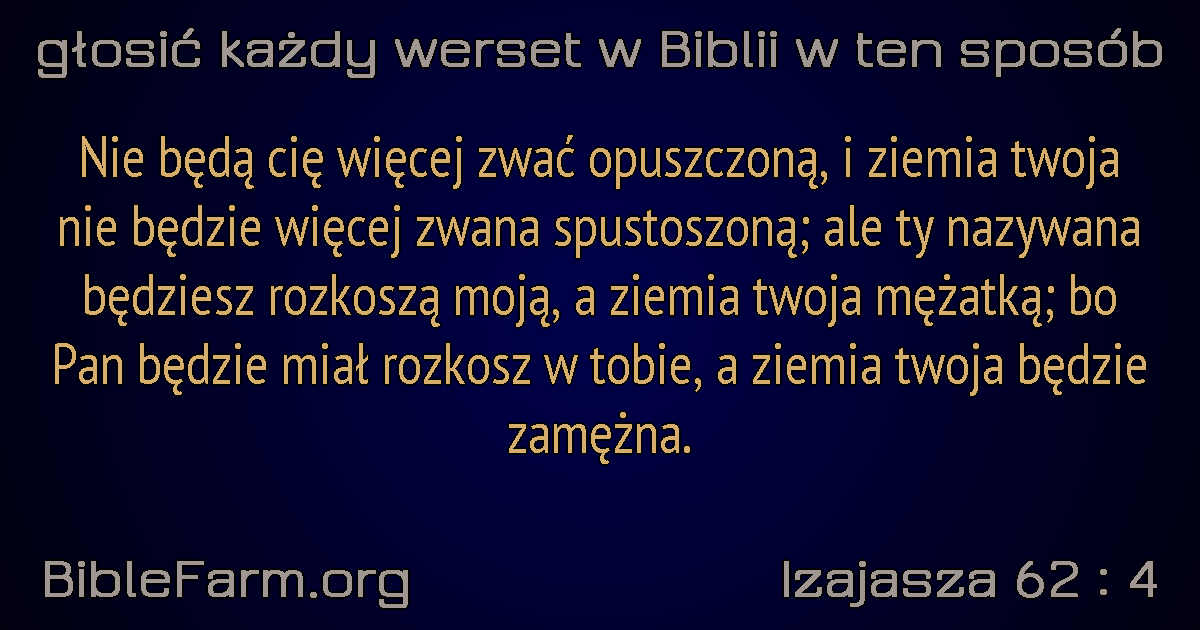 głosić każdy werset w Biblii w ten sposób
Nie będą cię więcej zwać opuszczoną, i ziemia twoja
nie będzie więcej zwana spustoszoną; ale ty nazywana
będziesz rozkoszą moją, a ziemia twoja mężatką; bo
Pan będzie miał rozkosz w tobie, a ziemia twoja będzie
zamężna.
BibleFarm.org
Izajasza 62 : 4